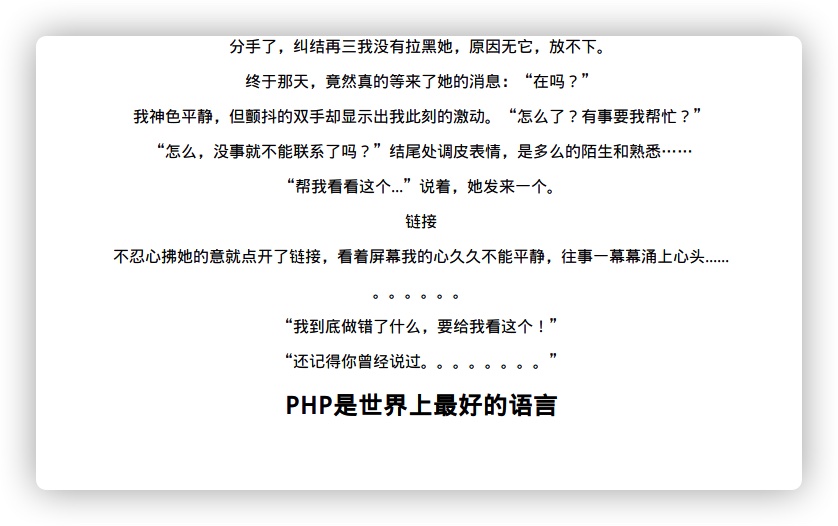 分手了，纠结再三我没有拉黑她，原因无它，放不下。
终于那天，竟然真的等来了她的消息：“在吗？”
我神色平静，但颤抖的双手却显示出我此刻的激动。“怎么了？有事要我帮忙？”
“怎么，没事就不能联系了吗？”结尾处调皮表情，是多么的陌生和熟悉……
“帮我看看这个...”说着，她发来一个。
链接
不忍心拂她的意就点开了链接，看着屏幕我的心久久不能平静，往事一幕幕涌上心头......
。。。。。。
“我到底做错了什么，要给我看这个！”
“还记得你曾经说过。。。。。。。。”
PHP是世界上最好的语言